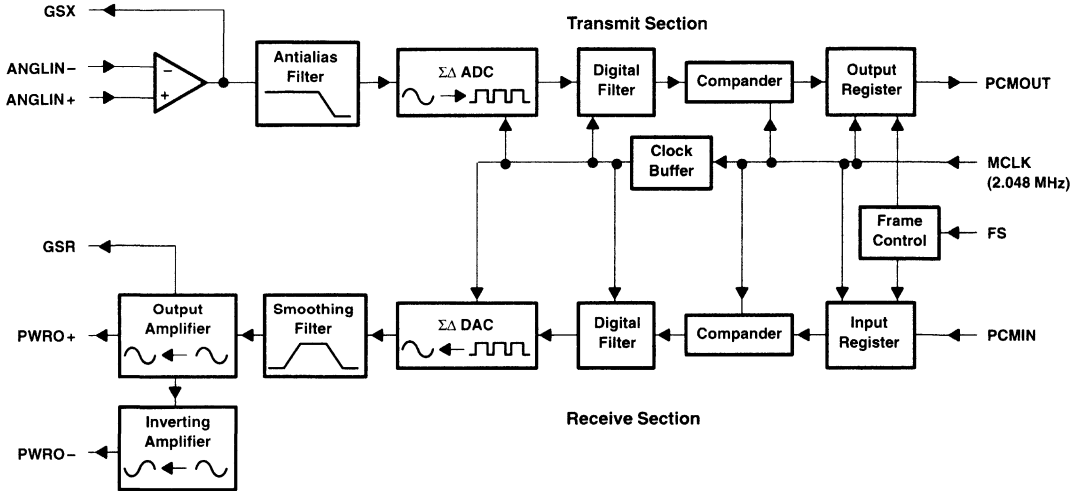 GSX
Transmit Section
ANGLIN−
ANGLIN+
−
+
Antialias
Filter
ΣΔ ADC
Digital
Filter
Compander
Output
Register
PCMOUT
Clock
Buffer
MCLK
(2.048 MHz)
Frame
Control
FS
GSR
Output
Amplifier
PWRO+
Smoothing
Filter
ΣΔ DAC
Digital
Filter
Compander
Input
Register
PCMIN
Receive Section
Inverting
Amplifier
PWRO−